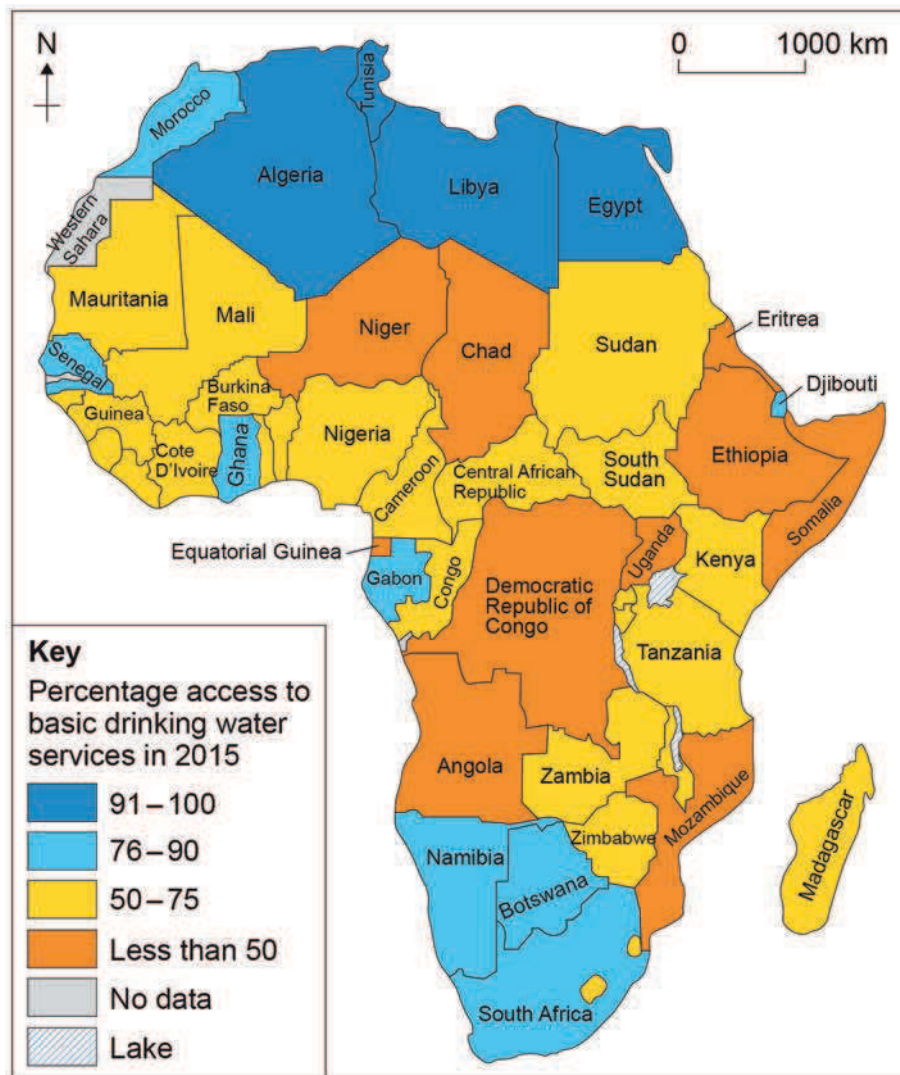 N
0 1000 km
Morocco
Tunisia
Algeria
Libya
Egypt
Western
Sahara
Mauritania
Mali
Niger
Chad
Sudan
Eritrea
Djibouti
Senegal
Guinea
Burkina
Faso
Cote
D'Ivoire
Ghana
Nigeria
Cameroon
Central African
Republic
South
Sudan
Ethiopia
Somalia
Equatorial Guinea
Gabon
Congo
Democratic
Republic of
Congo
Uganda
Kenya
Tanzania
Angola
Zambia
Mozambique
Zimbabwe
Namibia
Botswana
Madagascar
South Africa
Key
Percentage access to
basic drinking water
services in 2015
91–100
76–90
50–75
Less than 50
No data
Lake